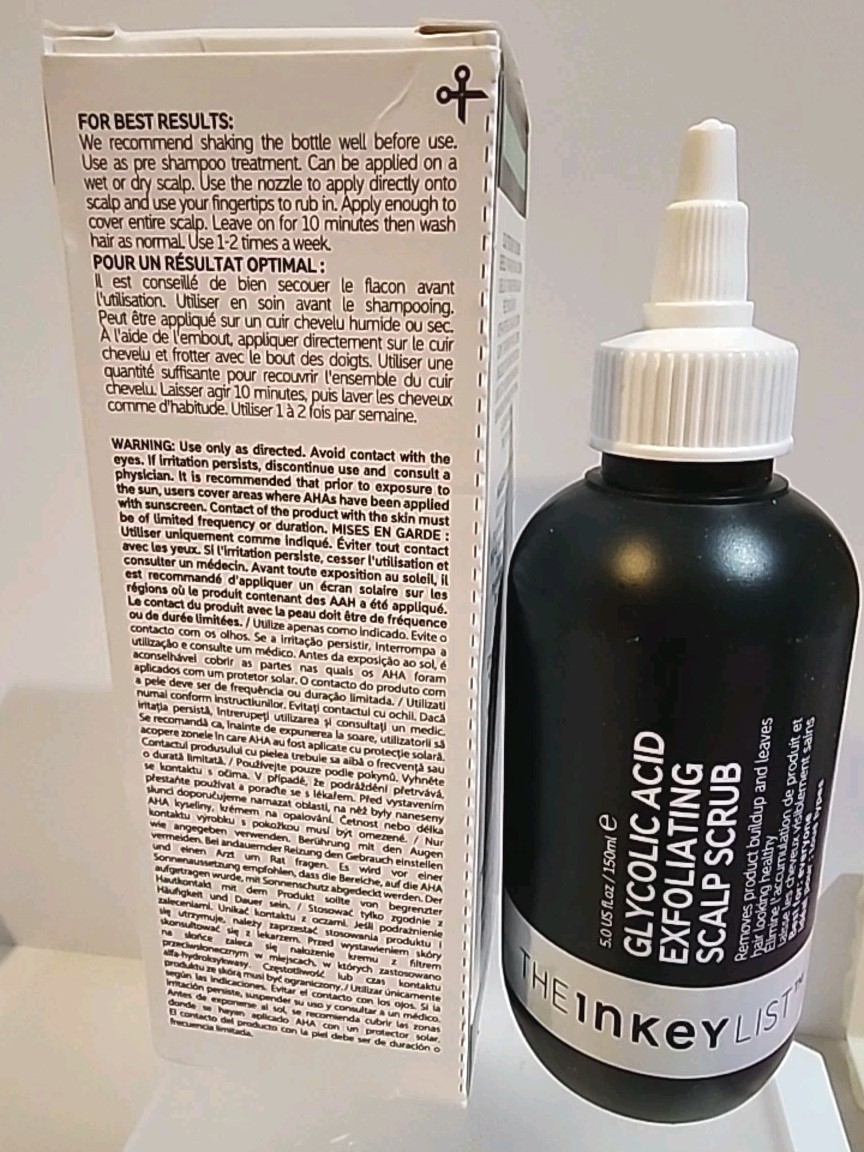 FOR BEST RESULTS:
We recommend shaking the bottle well before use.
Use as pre shampoo treatment. Can be applied on a
wet or dry scalp. Use the nozzle to apply directly onto
scalp and use your fingertips to rub in. Apply enough to
cover entire scalp. Leave on for 10 minutes then wash
hair as normal. Use 1-2 times a week.
POUR UN RÉSULTAT OPTIMAL :
Il est conseillé de bien secouer le flacon avant
l'utilisation. Utiliser en soin avant le shampooing.
Peut être appliqué sur un cuir chevelu humide ou sec.
À l'aide de l'embout, appliquer directement sur le cuir
chevelu et frotter avec le bout des doigts. Utiliser une
quantité suffisante pour recouvrir l'ensemble du cuir
chevelu. Laisser agir 10 minutes, puis laver les cheveux
comme d'habitude. Utiliser 1 à 2 fois par semaine.
WARNING: Use only as directed. Avoid contact with the
eyes. If irritation persists, discontinue use and consult a
physician. It is recommended that prior to exposure to
the sun, users cover areas where AHAs have been applied
with sunscreen. Contact of the product with the skin must
be of limited frequency or duration. MISES EN GARDE :
Utiliser uniquement comme indiqué. Éviter tout contact
avec les yeux. Si l'irritation persiste, cesser l'utilisation et
consulter un médecin. Avant toute exposition au soleil, il
est recommandé d'appliquer un écran solaire sur les
régions où le produit contenant des AAH a été appliqué.
Le contact du produit avec la peau doit être de fréquence
ou de durée limitées. / Utilize apenas como indicado. Evite o
contacto com os olhos. Se a irritação persistir, interrompa a
utilização e consulte um médico. Antes da exposição ao sol, é
aconselhável cobrir as partes nas quais os AHA foram
aplicados com um protetor solar. O contacto do produto com
a pele deve ser de frequência ou duração limitada. / Utilizati
numai conform instrucțiunilor. Evitați contactul cu ochii. Dacă
iritația persistă, întrerupeți utilizarea și consultați un medic.
Se recomandă ca, înainte de expunerea la soare, utilizatorii să
acopere zonele în care AHA au fost aplicate cu protecție solară.
Contactul produsului cu pielea trebuie sa aibă o frecvență sau
o durată limitată. / Používejte pouze podle pokynů. Vyhněte
se kontaktu s očima. V případě, že podráždění přetrvává,
přestaňte používat a poraďte se s lékařem. Před vystavením
slunci doporučujeme namazat oblasti, na něž byly naneseny
AHA kyseliny, krémem na opalování. Četnost nebo délka
kontaktu výrobku s pokožkou musí být omezené. / Nur
wie angegeben verwenden. Berührung mit den Augen
vermeiden. Bei andauernder Reizung den Gebrauch einstellen
und einen Arzt um Rat fragen. Es wird vor einer
Sonnenaussetzung empfohlen, dass die Bereiche, auf die AHA
aufgetragen wurde, mit Sonnenschutz abgedeckt werden. Der
Hautkontakt mit dem Produkt sollte von begrenzter
Häufigkeit und Dauer sein. / Stosować tylko zgodnie z
zaleceniami. Unikać kontaktu z oczami. Jeśli podrażnienie
się utrzymuje, należy zaprzestać stosowania produktu i
skonsultować się z lekarzem. Przed wystawieniem skóry
na słońce zaleca się nałożenie kremu z filtrem
przeciwsłonecznym w miejscach, w których zastosowano
alfa-hydroksykwasy. Częstotliwość lub czas kontaktu
produktu ze skórą musi być ograniczony. / Utilizar únicamente
según las indicaciones. Evitar el contacto con los ojos. Si la
irritación persiste, suspender su uso y consultar a un médico.
Antes de exponerse al sol, se recomienda cubrir las zonas
donde se hayan aplicado AHA con un protector solar.
El contacto del producto con la piel debe ser de duración o
frecuencia limitada.
5.0 US fl.oz / 150ml e
GLYCOLIC ACID
EXFOLIATING
SCALP SCRUB
Removes product buildup and leaves
hair looking healthy
Élimine l'accumulation de produit et
laisse les cheveux visiblement sains
Best for: everyone
Idéal pour : tous types
THE INKEY LIST™